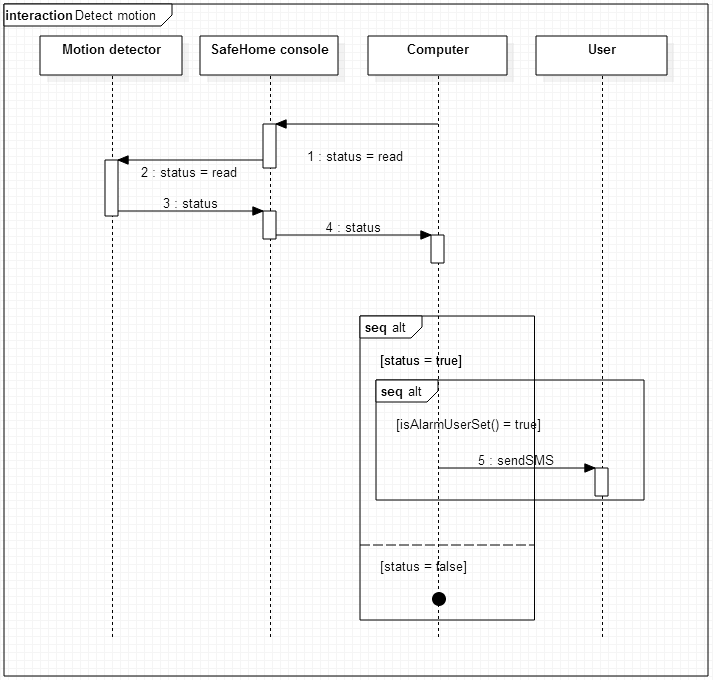 interaction Detect motion
Motion detector
SafeHome console
Computer
User
1 : status = read
2 : status = read
3 : status
4 : status
seq alt
[status = true]
seq alt
[isAlarmUserSet() = true]
5 : sendSMS
[status = false]